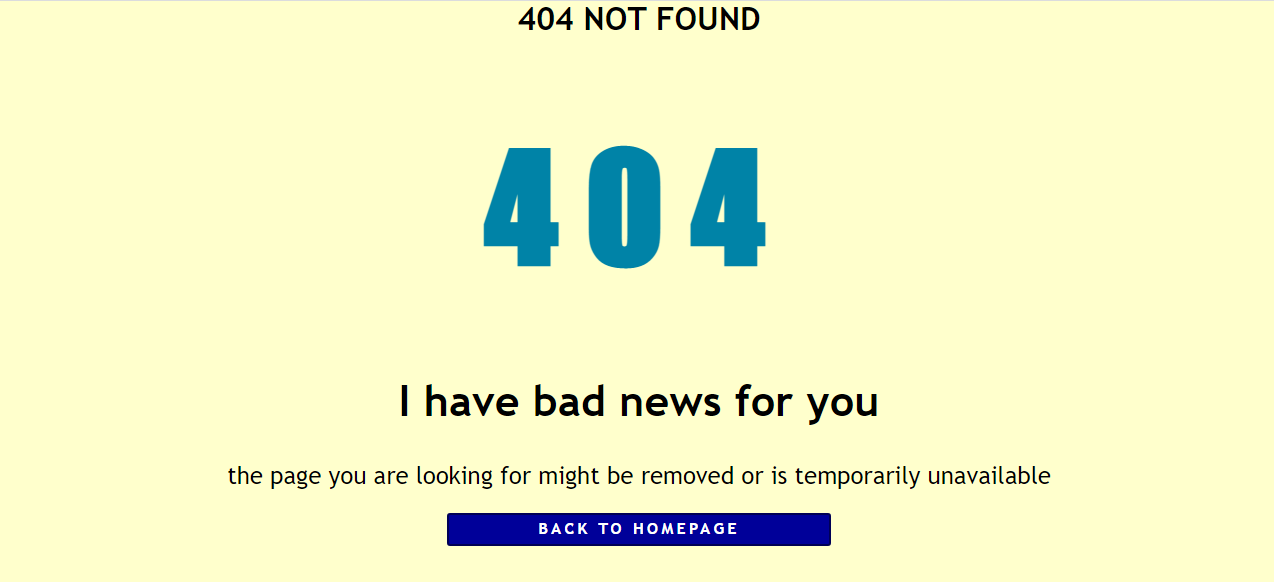 404 NOT FOUND
404
I have bad news for you
the page you are looking for might be removed or is temporarily unavailable
BACK TO HOMEPAGE